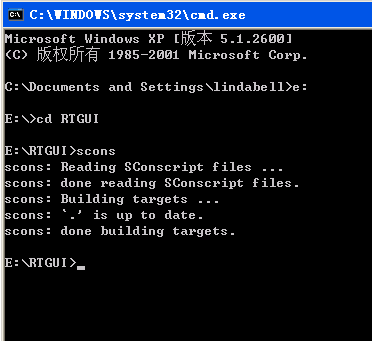 C:\WINDOWS\system32\cmd.exe
Microsoft Windows XP [版本 5.1.2600]
(C) 版权所有 1985-2001 Microsoft Corp.
C:\Documents and Settings\lindabell>e:
E:\>cd RTGUI
E:\RTGUI>scons
scons: Reading SConscript files ...
scons: done reading SConscript files.
scons: Building targets ...
scons: `.' is up to date.
scons: done building targets.
E:\RTGUI>_